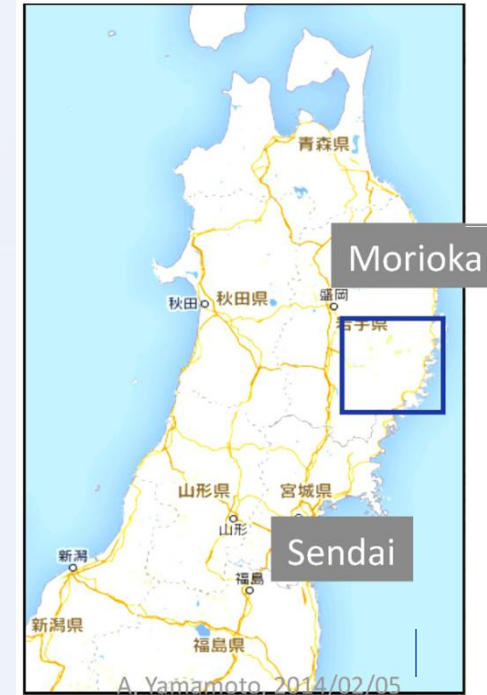 青森県
Morioka
秋田
秋田県
盛岡
岩手県
山形県
宮城県
山形
Sendai
新潟
福島
新潟県
福島県
A. Yamamoto, 2014/02/05